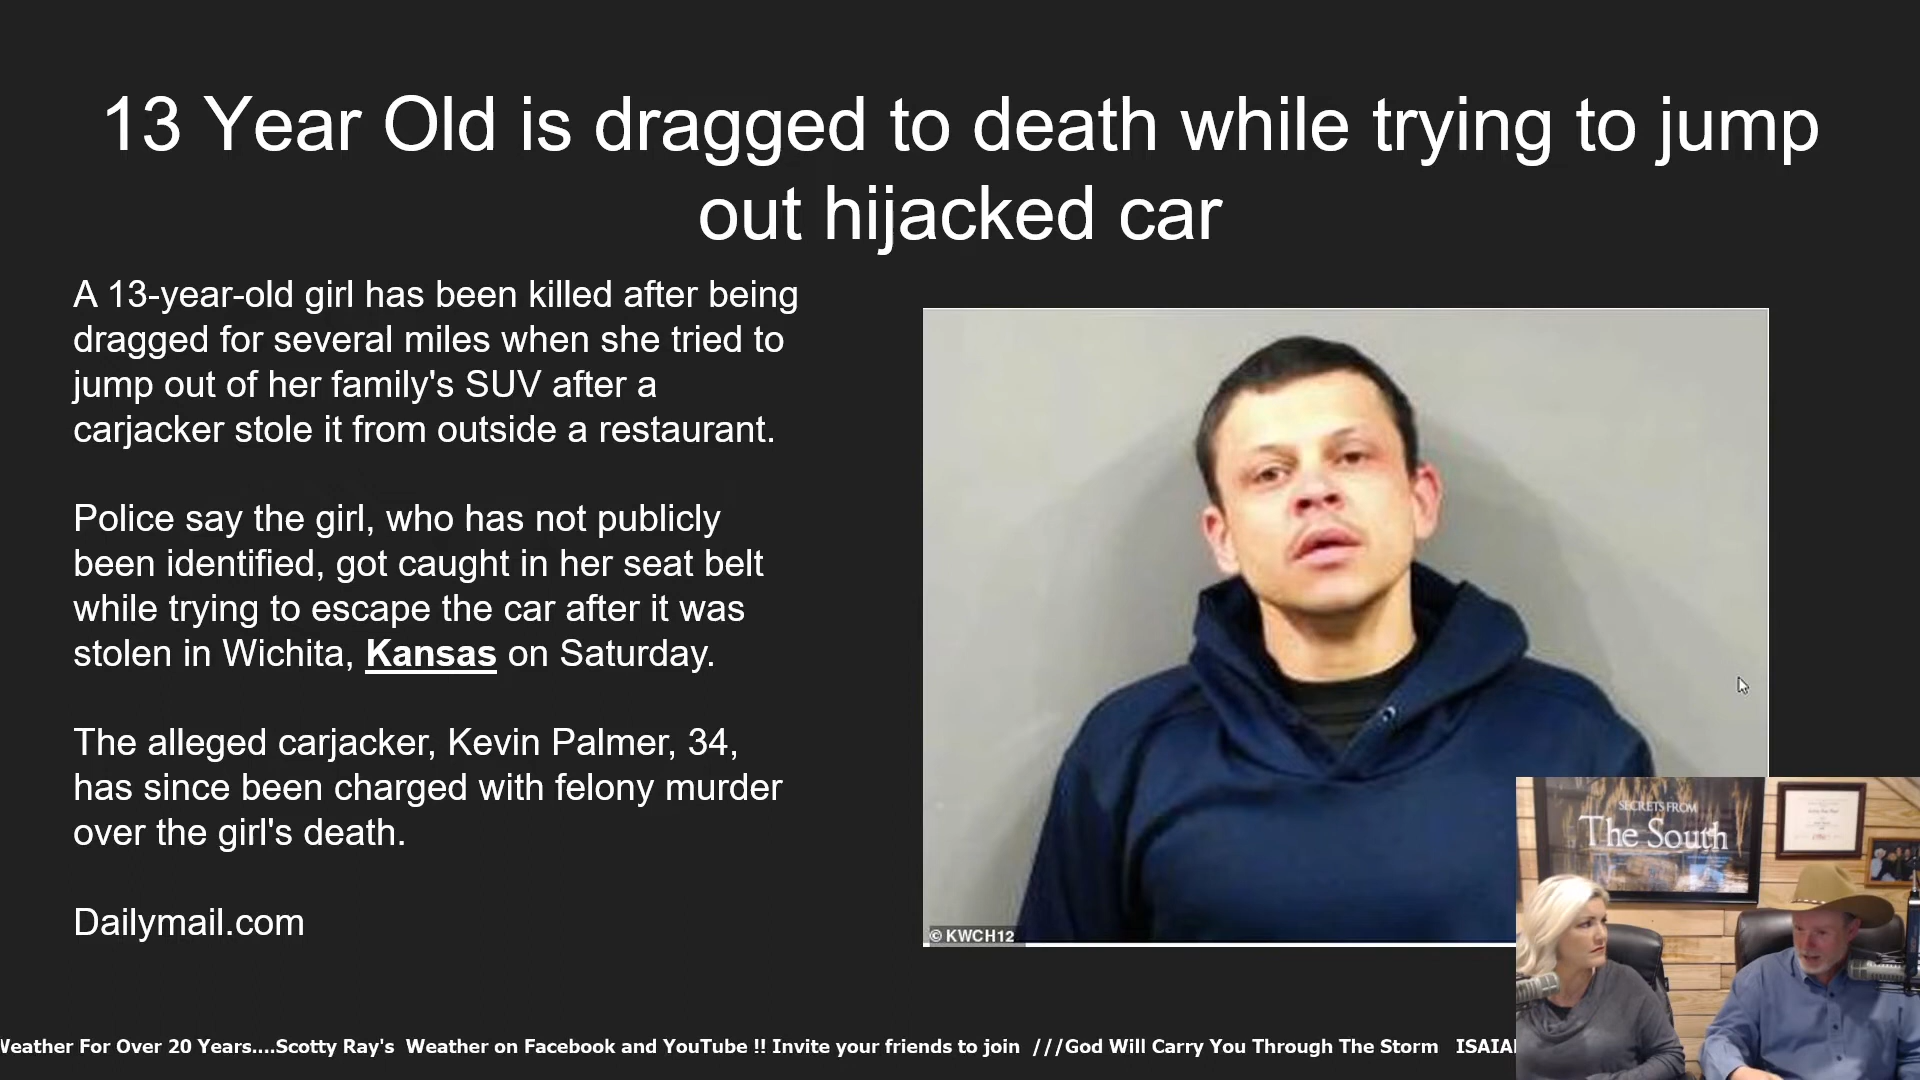 13 Year Old is dragged to death while trying to jump
out hijacked car
A 13-year-old girl has been killed after being
dragged for several miles when she tried to
jump out of her family's SUV after a
carjacker stole it from outside a restaurant.
Police say the girl, who has not publicly
been identified, got caught in her seat belt
while trying to escape the car after it was
stolen in Wichita, Kansas on Saturday.
The alleged carjacker, Kevin Palmer, 34,
has since been charged with felony murder
over the girl's death.
Dailymail.com
© KWCH12
SECRETS FROM
The South
Weather For Over 20 Years....Scotty Ray's  Weather on Facebook and YouTube !! Invite your friends to join  ///God Will Carry You Through The Storm   ISAIAH